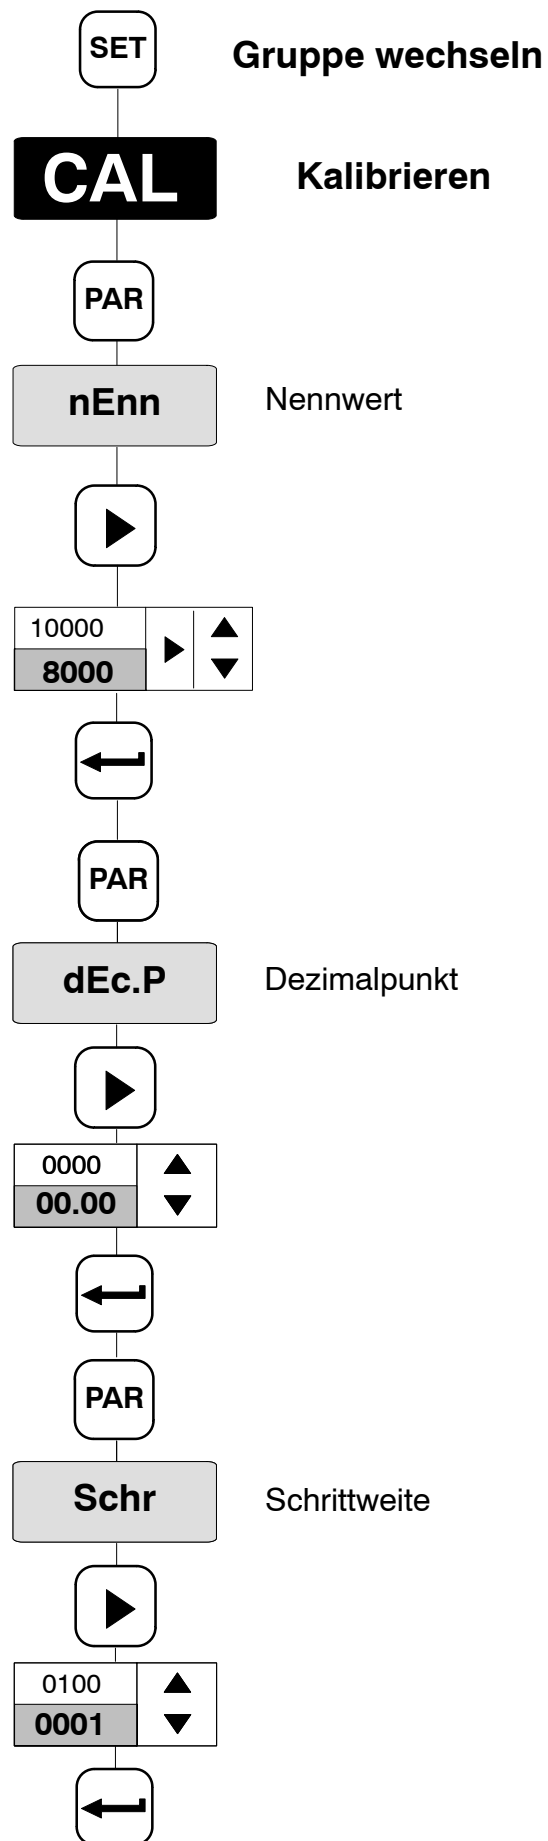 SET Gruppe wechseln
CAL Kalibrieren
PAR
nEnn Nennwert
10000
8000
PAR
dEc.P Dezimalpunkt
0000
00.00
PAR
Schr Schrittweite
0100
0001